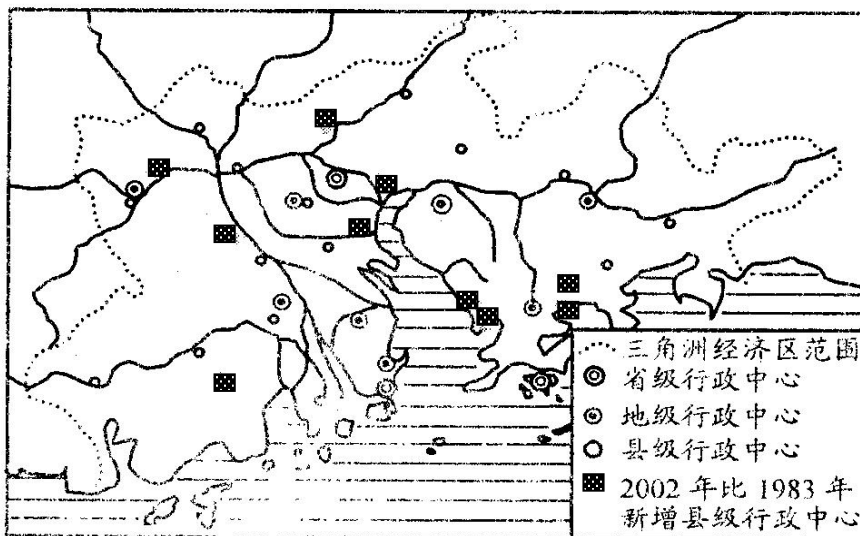 三角洲经济区范围
省级行政中心
地级行政中心
县级行政中心
2002 年比 1983 年
新增县级行政中心